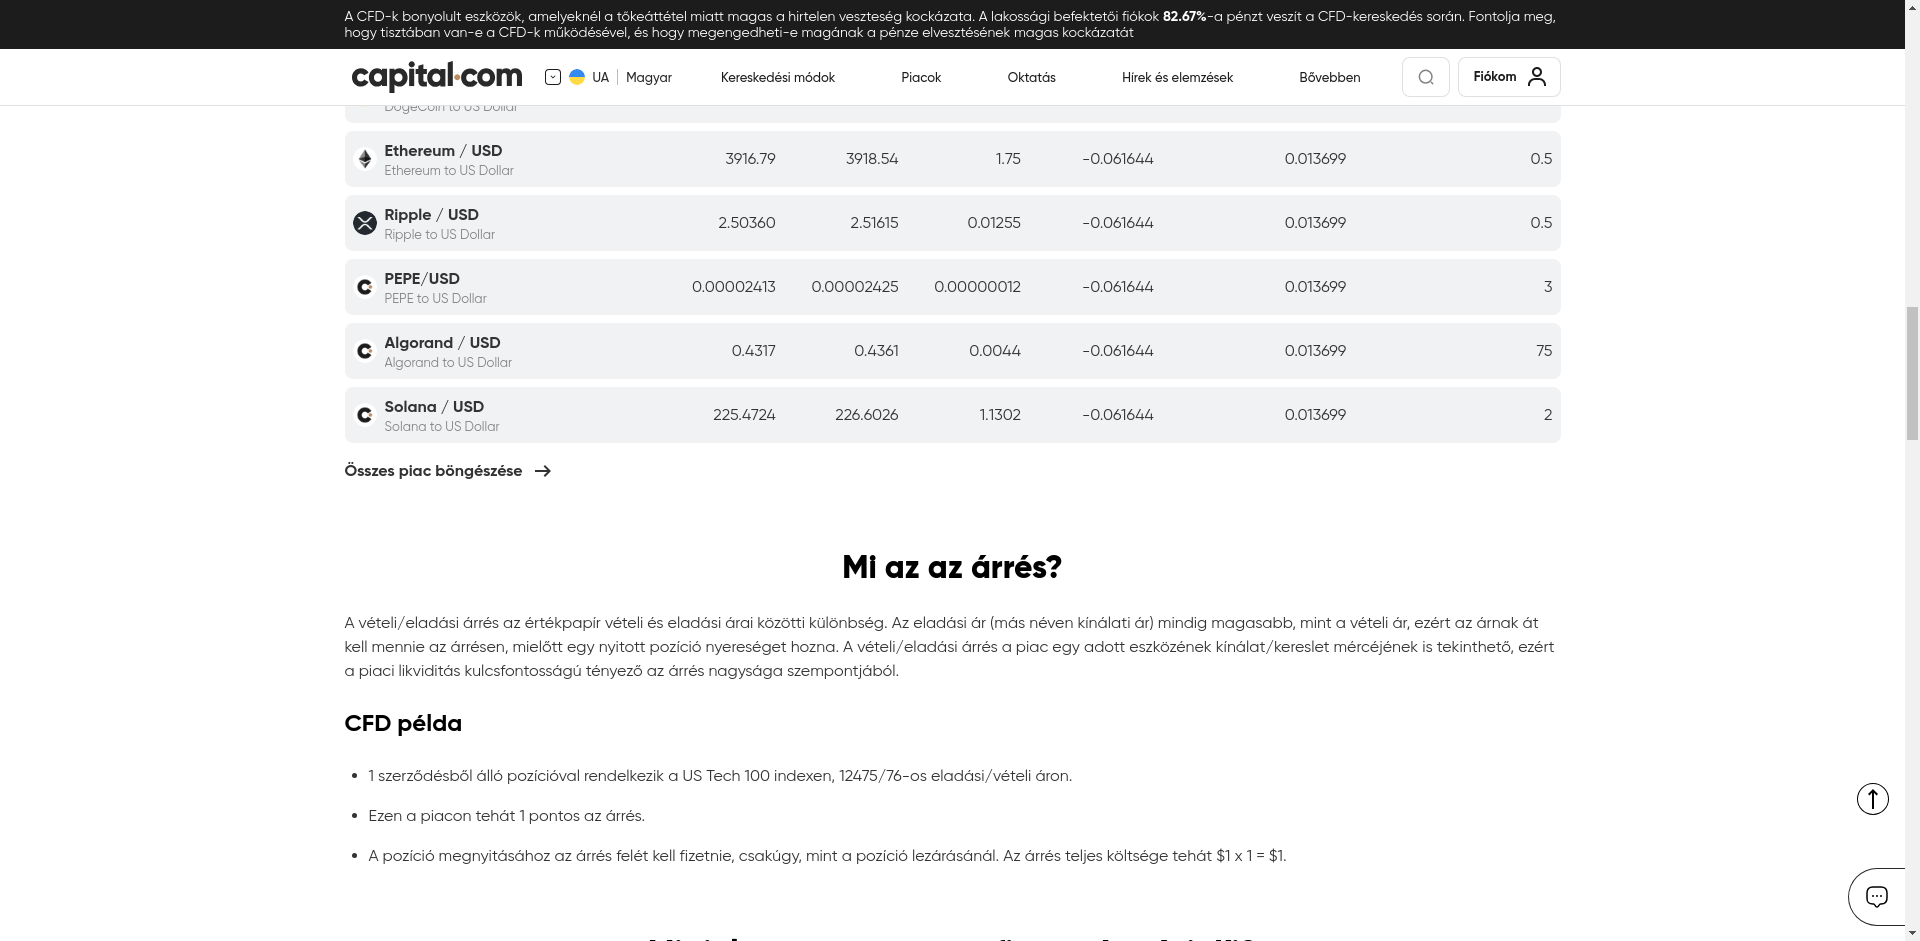 A CFD-k bonyolult eszközök, amelyeknél a tőkeáttétel miatt magas a hirtelen veszteség kockázata. A lakossági befektetői fiókok 82.67%-a pénzt veszít a CFD-kereskedés során. Fontolja meg,
hogy tisztában van-e a CFD-k működésével, és hogy megengedheti-e magának a pénze elvesztésének magas kockázatát
capital.com UA Magyar Kereskedési módok Piacok Oktatás Hírek és elemzések Bővebben Fiókom
DogeCoin to US Dollar
Ethereum / USD 3916.79 3918.54 1.75 -0.061644 0.013699 0.5
Ethereum to US Dollar
Ripple / USD 2.50360 2.51615 0.01255 -0.061644 0.013699 0.5
Ripple to US Dollar
PEPE/USD 0.00002413 0.00002425 0.00000012 -0.061644 0.013699 3
PEPE to US Dollar
Algorand / USD 0.4317 0.4361 0.0044 -0.061644 0.013699 75
Algorand to US Dollar
Solana / USD 225.4724 226.6026 1.1302 -0.061644 0.013699 2
Solana to US Dollar
Összes piac böngészése
Mi az az árrés?
A vételi/eladási árrés az értékpapír vételi és eladási árai közötti különbség. Az eladási ár (más néven kínálati ár) mindig magasabb, mint a vételi ár, ezért az árnak át
kell mennie az árrésen, mielőtt egy nyitott pozíció nyereséget hozna. A vételi/eladási árrés a piac egy adott eszközének kínálat/kereslet mércéjének is tekinthető, ezért
a piaci likviditás kulcsfontosságú tényező az árrés nagysága szempontjából.
CFD példa
1 szerződésből álló pozícióval rendelkezik a US Tech 100 indexen, 12475/76-os eladási/vételi áron.
Ezen a piacon tehát 1 pontos az árrés.
A pozíció megnyitásához az árrés felét kell fizetnie, csakúgy, mint a pozíció lezárásánál. Az árrés teljes költsége tehát $1 x 1 = $1.